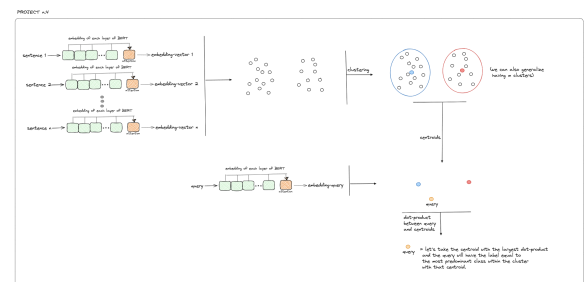 PROJECT n.4
embedding of each layer of BERT
sentence 1
embedding-vector 1
embedding of each layer of BERT
sentence 2
embedding-vector 2
embedding of each layer of BERT
sentence n
embedding-vector n
clustering
(we can also generalize
having m clusters)
centroids
embedding of each layer of BERT
query
embedding-query
query
dot-product
between query
and centroids
query
= let's take the centroid with the largest dot-product
and the query will have the label equal to
the most predominant class within the cluster
with that centroid.